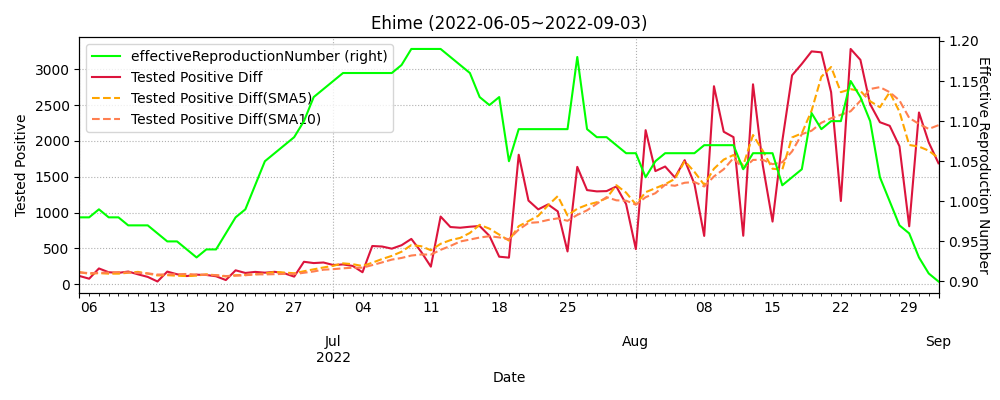 Ehime (2022-06-05~2022-09-03)
effectiveReproductionNumber (right)
Tested Positive Diff
Tested Positive Diff(SMA5)
Tested Positive Diff(SMA10)
Tested Positive
3000
2500
2000
1500
1000
500
0
1.20
1.15
1.10
1.05
1.00
0.95
0.90
Effective Reproduction Number
06 13 20 27 04 11 18 25 08 15 22 29
Jul Aug Sep
2022
Date